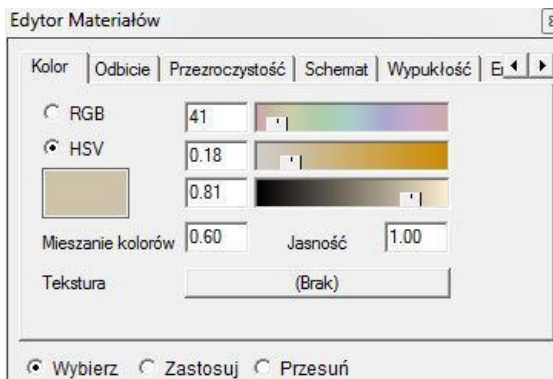 Edytor Materiałów
Kolor Odbicie Przezroczystość Schemat Wypukłość
RGB 41
HSV 0.18
0.81
Mieszanie kolorów 0.60 Jasność 1.00
Tekstura (Brak)
Wybierz Zastosuj Przesuń